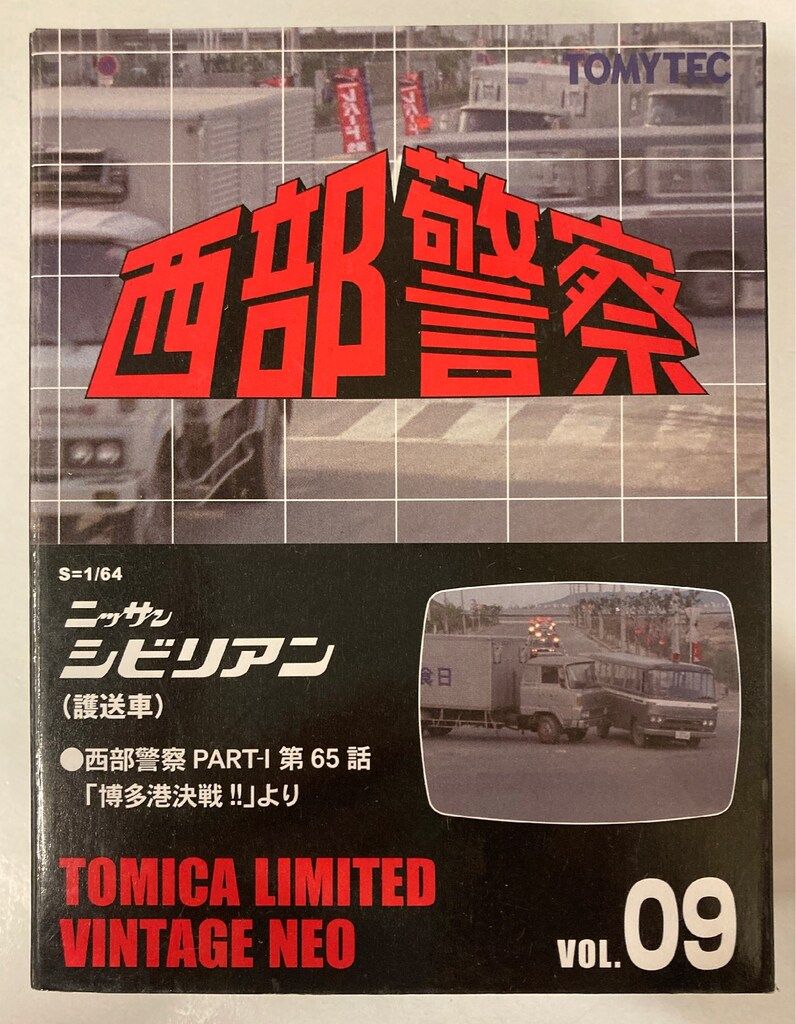 TOMYTEC
西部警察
S=1/64
ニッサン
シビリアン
(護送車)
●西部警察 PART-I 第65話
「博多港決戦!!」より
食日
TOMICA LIMITED
VINTAGE NEO
VOL.09